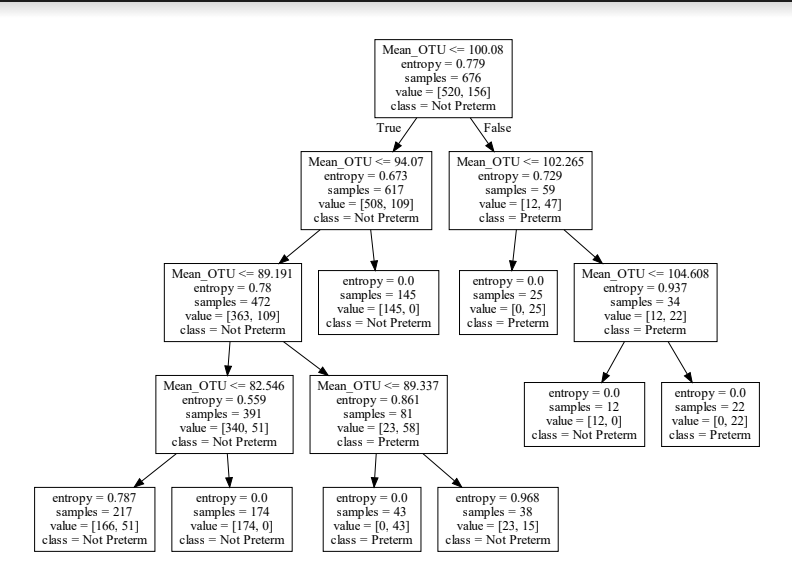 Mean_OTU <= 100.08
entropy = 0.779
samples = 676
value = [520, 156]
class = Not Preterm
True
False
Mean_OTU <= 94.07
entropy = 0.673
samples = 617
value = [508, 109]
class = Not Preterm
Mean_OTU <= 102.265
entropy = 0.729
samples = 59
value = [12, 47]
class = Preterm
Mean_OTU <= 89.191
entropy = 0.78
samples = 472
value = [363, 109]
class = Not Preterm
entropy = 0.0
samples = 145
value = [145, 0]
class = Not Preterm
entropy = 0.0
samples = 25
value = [0, 25]
class = Preterm
Mean_OTU <= 104.608
entropy = 0.937
samples = 34
value = [12, 22]
class = Preterm
Mean_OTU <= 82.546
entropy = 0.559
samples = 391
value = [340, 51]
class = Not Preterm
Mean_OTU <= 89.337
entropy = 0.861
samples = 81
value = [23, 58]
class = Preterm
entropy = 0.0
samples = 12
value = [12, 0]
class = Not Preterm
entropy = 0.0
samples = 22
value = [0, 22]
class = Preterm
entropy = 0.787
samples = 217
value = [166, 51]
class = Not Preterm
entropy = 0.0
samples = 174
value = [174, 0]
class = Not Preterm
entropy = 0.0
samples = 43
value = [0, 43]
class = Preterm
entropy = 0.968
samples = 38
value = [23, 15]
class = Not Preterm